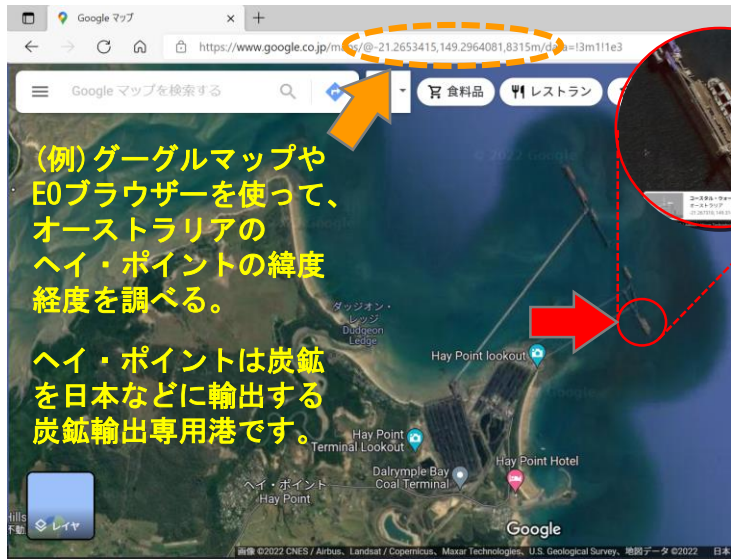 Google マップ
https://www.google.co.jp/maps/@-21.2653415,149.2964081,8315m/data=!3m1!1e3
Google マップを検索する
食料品
レストラン
(例)グーグルマップや
EOブラウザーを使って、
オーストラリアの
ヘイ・ポイントの緯度
経度を調べる。
ヘイ・ポイントは炭鉱
を日本などに輸出する
炭鉱輸出専用港です。
ダッジオン・
レッジ
Dudgeon
Ledge
Hay Point lookout
Hay Point
Terminal Lookout
Dalrymple Bay
Coal Terminal
Hay Point Hotel
ヘイ・ポイント
Hay Point
オーストラリア
Hills
レイヤ
Google
画像 ©2022 CNES / Airbus、Landsat / Copernicus、Maxar Technologies、U.S. Geological Survey、地図データ ©2022 日本